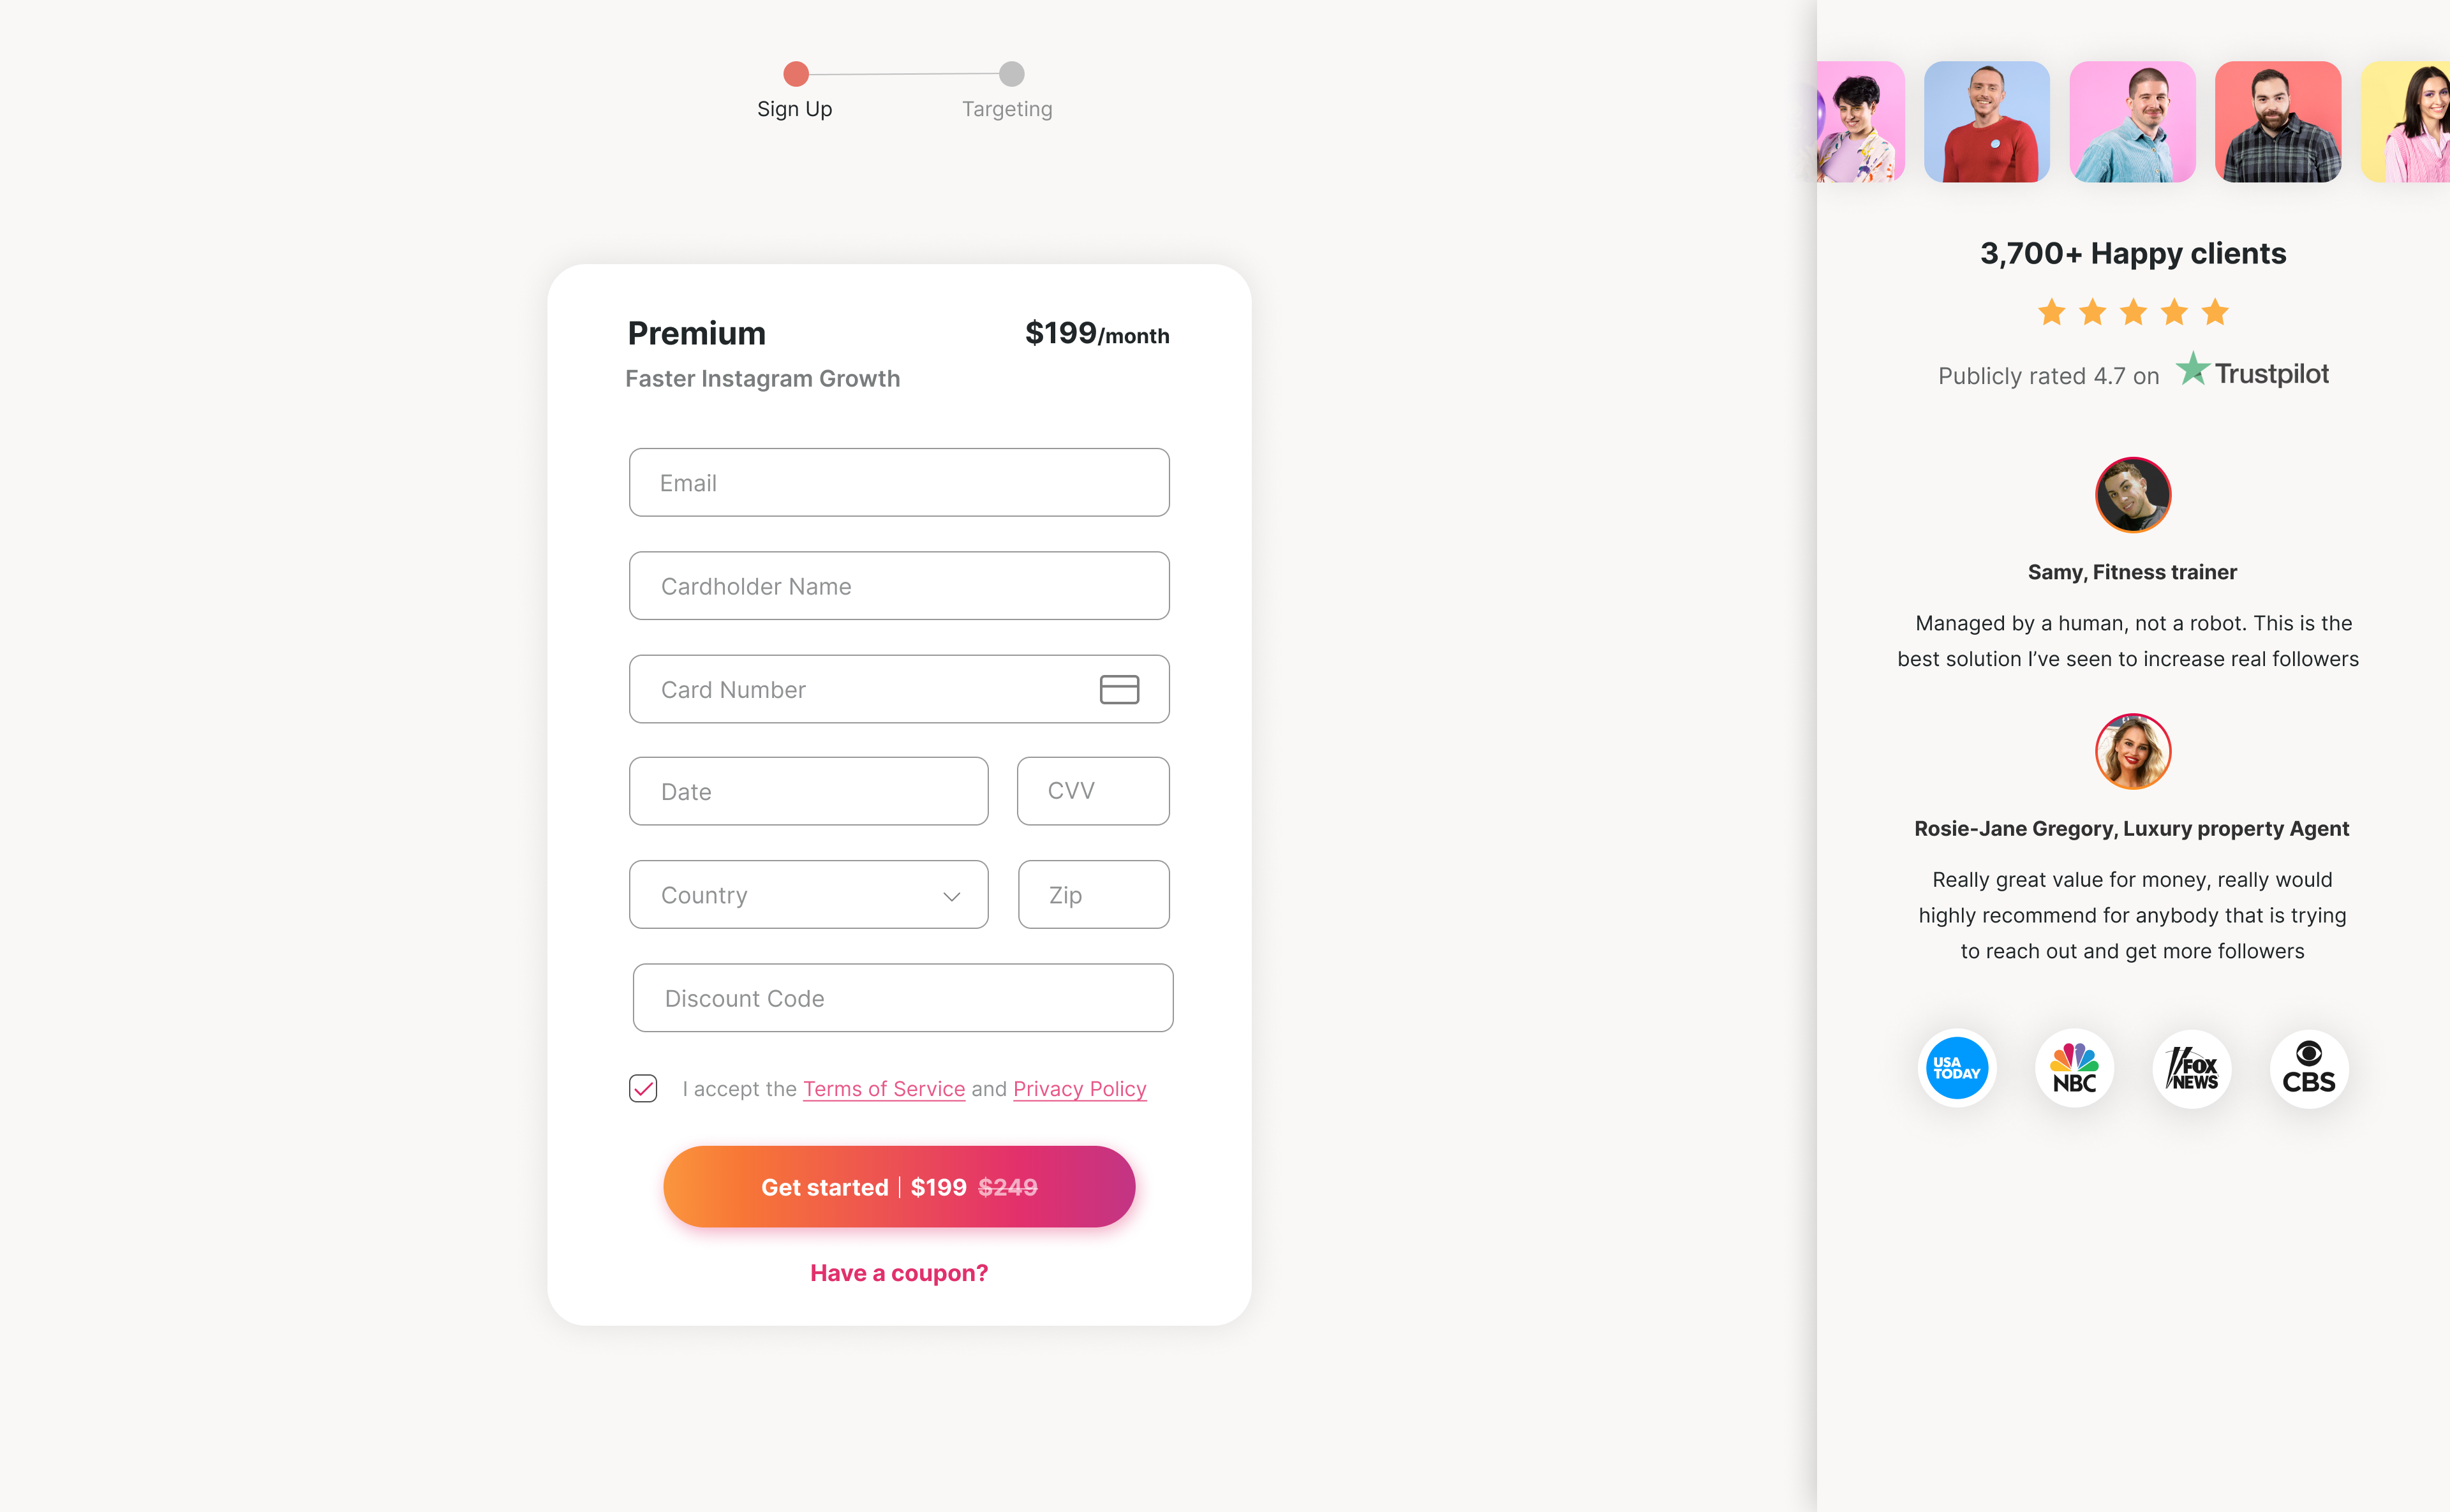 Sign Up
Targeting
Premium
$199/month
Faster Instagram Growth
Email
Cardholder Name
Card Number
Date
CVV
Country
Zip
Discount Code
I accept the Terms of Service and Privacy Policy
Get started | $199 $249
Have a coupon?
3,700+ Happy clients
Publicly rated 4.7 on Trustpilot
Samy, Fitness trainer
Managed by a human, not a robot. This is the
best solution I’ve seen to increase real followers
Rosie-Jane Gregory, Luxury property Agent
Really great value for money, really would
highly recommend for anybody that is trying
to reach out and get more followers
USA
TODAY
NBC
FOX
NEWS
CBS